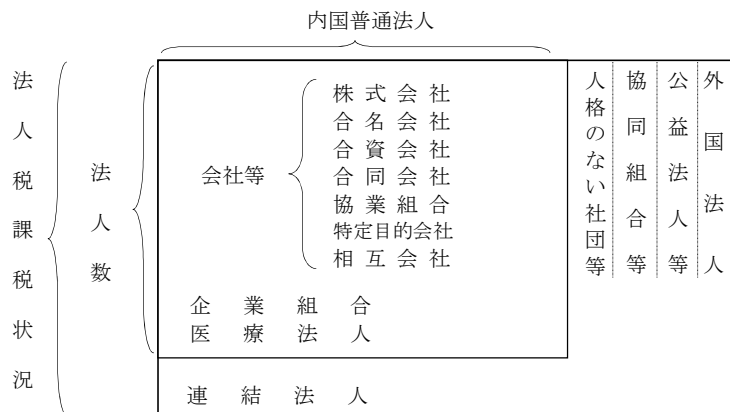 内国普通法人
法人税課税状況
法人数
会社等
株式会社
合名会社
合資会社
合同会社
協業組合
特定目的会社
相互会社
企業組合
医療法人
連結法人
人格のない社団等
協同組合等
公益法人等
外国法人